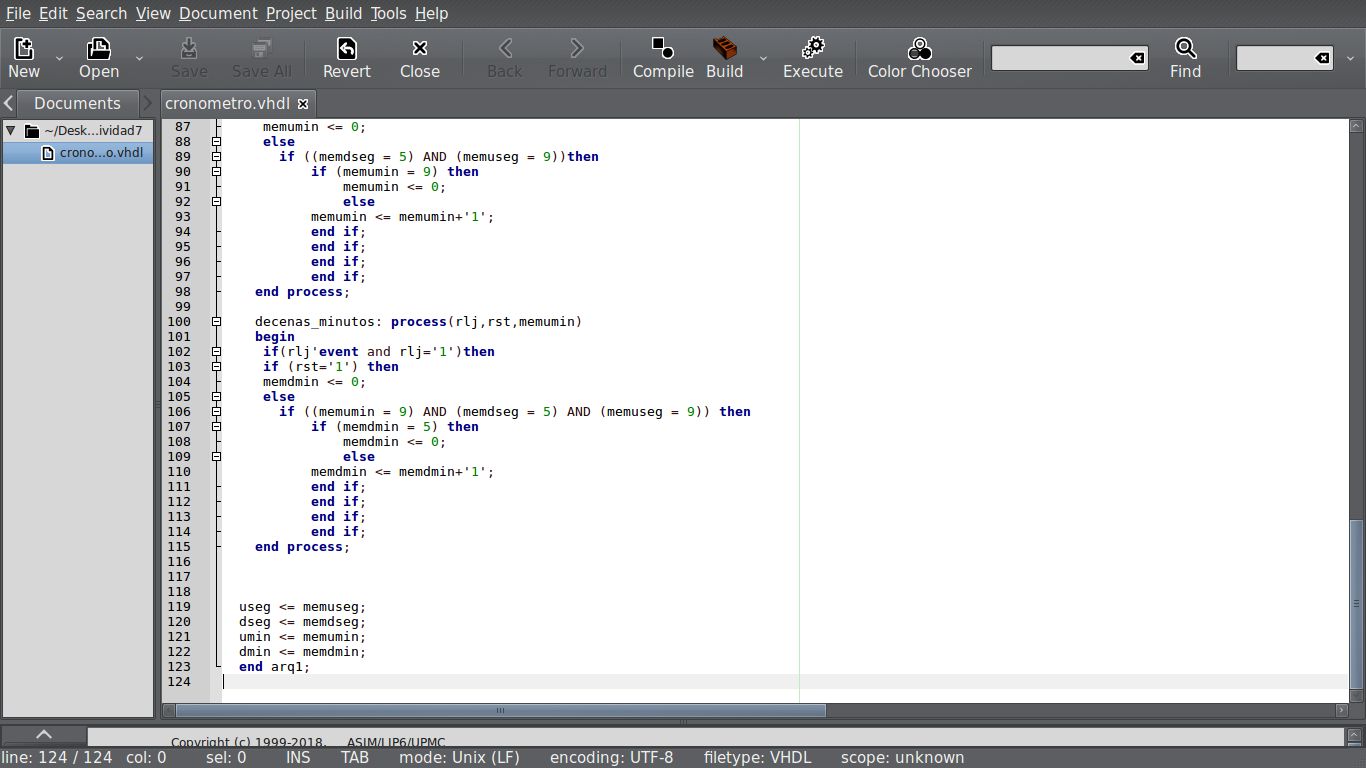 File Edit Search View Document Project Build Tools Help
New Open Save Save All Revert Close Back Forward Compile Build Execute Color Chooser Find
Documents
cronometro.vhdl
~/Desk...ividad7
crono...o.vhdl
87 memumin <= 0;
88 else
89 if ((memdseg = 5) AND (memuseg = 9))then
90 if (memumin = 9) then
91 memumin <= 0;
92 else
93 memumin <= memumin+'1';
94 end if;
95 end if;
96 end if;
97 end if;
98 end process;
99
100 decenas_minutos: process(rlj,rst,memumin)
101 begin
102 if(rlj'event and rlj='1')then
103 if (rst='1') then
104 memdmin <= 0;
105 else
106 if ((memumin = 9) AND (memdseg = 5) AND (memuseg = 9)) then
107 if (memdmin = 5) then
108 memdmin <= 0;
109 else
110 memdmin <= memdmin+'1';
111 end if;
112 end if;
113 end if;
114 end if;
115 end process;
116
117
118
119 useg <= memuseg;
120 dseg <= memdseg;
121 umin <= memumin;
122 dmin <= memdmin;
123 end arq1;
124
Copyright (c) 1999-2018, ASIM/LIP6/UPMC
line: 124 / 124 col: 0 sel: 0 INS TAB mode: Unix (LF) encoding: UTF-8 filetype: VHDL scope: unknown